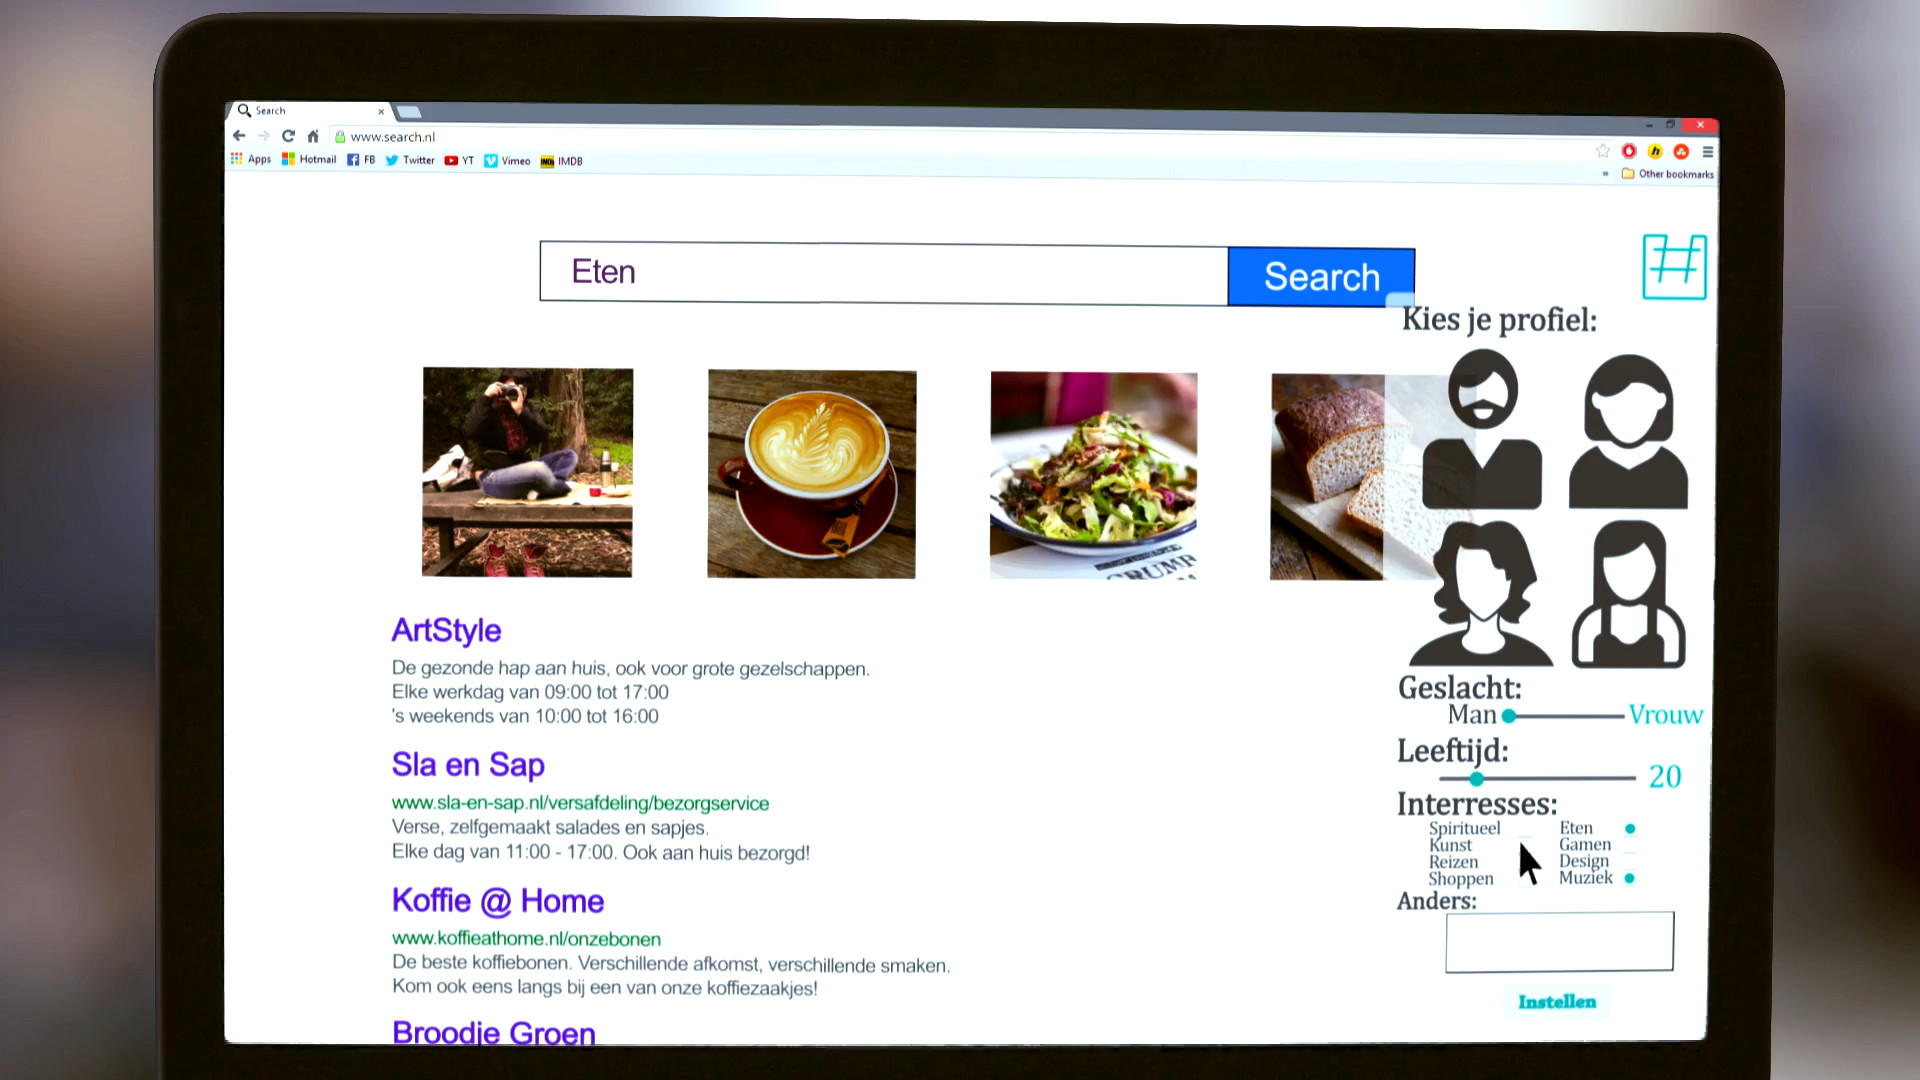 Search
www.search.nl
Apps Hotmail FB Twitter YT Vimeo IMDB
Other bookmarks
Eten
Search
Kies je profiel:
ArtStyle
De gezonde hap aan huis, ook voor grote gezelschappen.
Elke werkdag van 09:00 tot 17:00
's weekends van 10:00 tot 16:00
Sla en Sap
www.sla-en-sap.nl/versafdeling/bezorgservice
Verse, zelfgemaakt salades en sapjes.
Elke dag van 11:00 - 17:00. Ook aan huis bezorgd!
Koffie @ Home
www.koffieathome.nl/onzebonen
De beste koffiebonen. Verschillende afkomst, verschillende smaken.
Kom ook eens langs bij een van onze koffiezaakjes!
Broodje Groen
Geslacht:
Man Vrouw
Leeftijd:
20
Interresses:
Spiritueel Eten
Kunst Gamen
Reizen Design
Shoppen Muziek
Anders:
Instellen